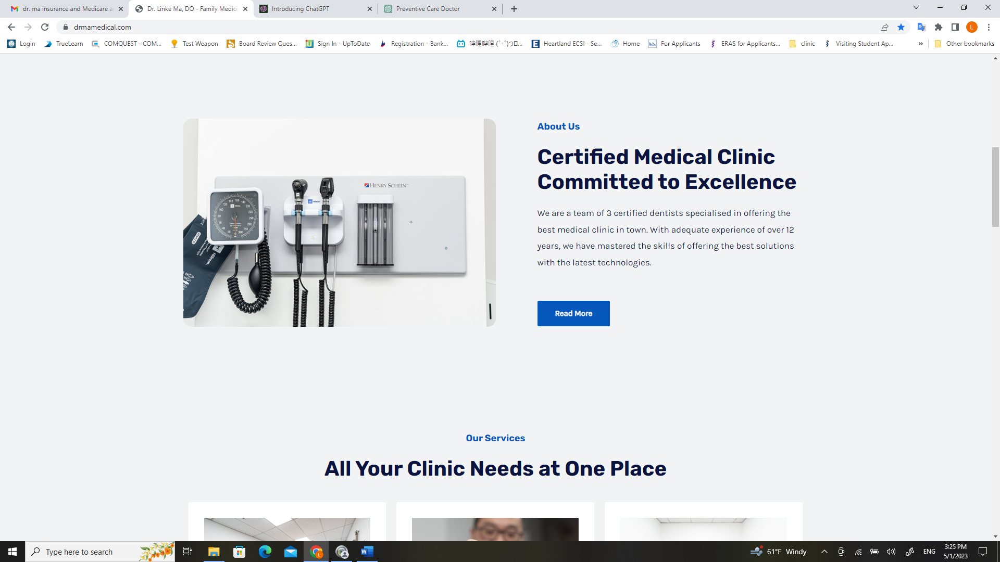 dr. ma insurance and Medicare a
Dr. Linke Ma, DO - Family Medici
Introducing ChatGPT
Preventive Care Doctor
drmamedical.com
L
Login
TrueLearn
COMQUEST - COM...
Test Weapon
Board Review Ques...
Sign In - UpToDate
Registration - Bank...
哔哩哔哩 (゜-゜)つロ...
Heartland ECSI - Se...
Home
For Applicants
ERAS for Applicants...
clinic
Visiting Student Ap...
»
Other bookmarks
HENRY SCHEIN™
Hillrom
ADULT 11
Hillrom.
About Us
Certified Medical Clinic
Committed to Excellence
We are a team of 3 certified dentists specialised in offering the
best medical clinic in town. With adequate experience of over 12
years, we have mastered the skills of offering the best solutions
with the latest technologies.
Read More
Our Services
All Your Clinic Needs at One Place
Type here to search
61°F Windy
ENG
3:25 PM
5/1/2023